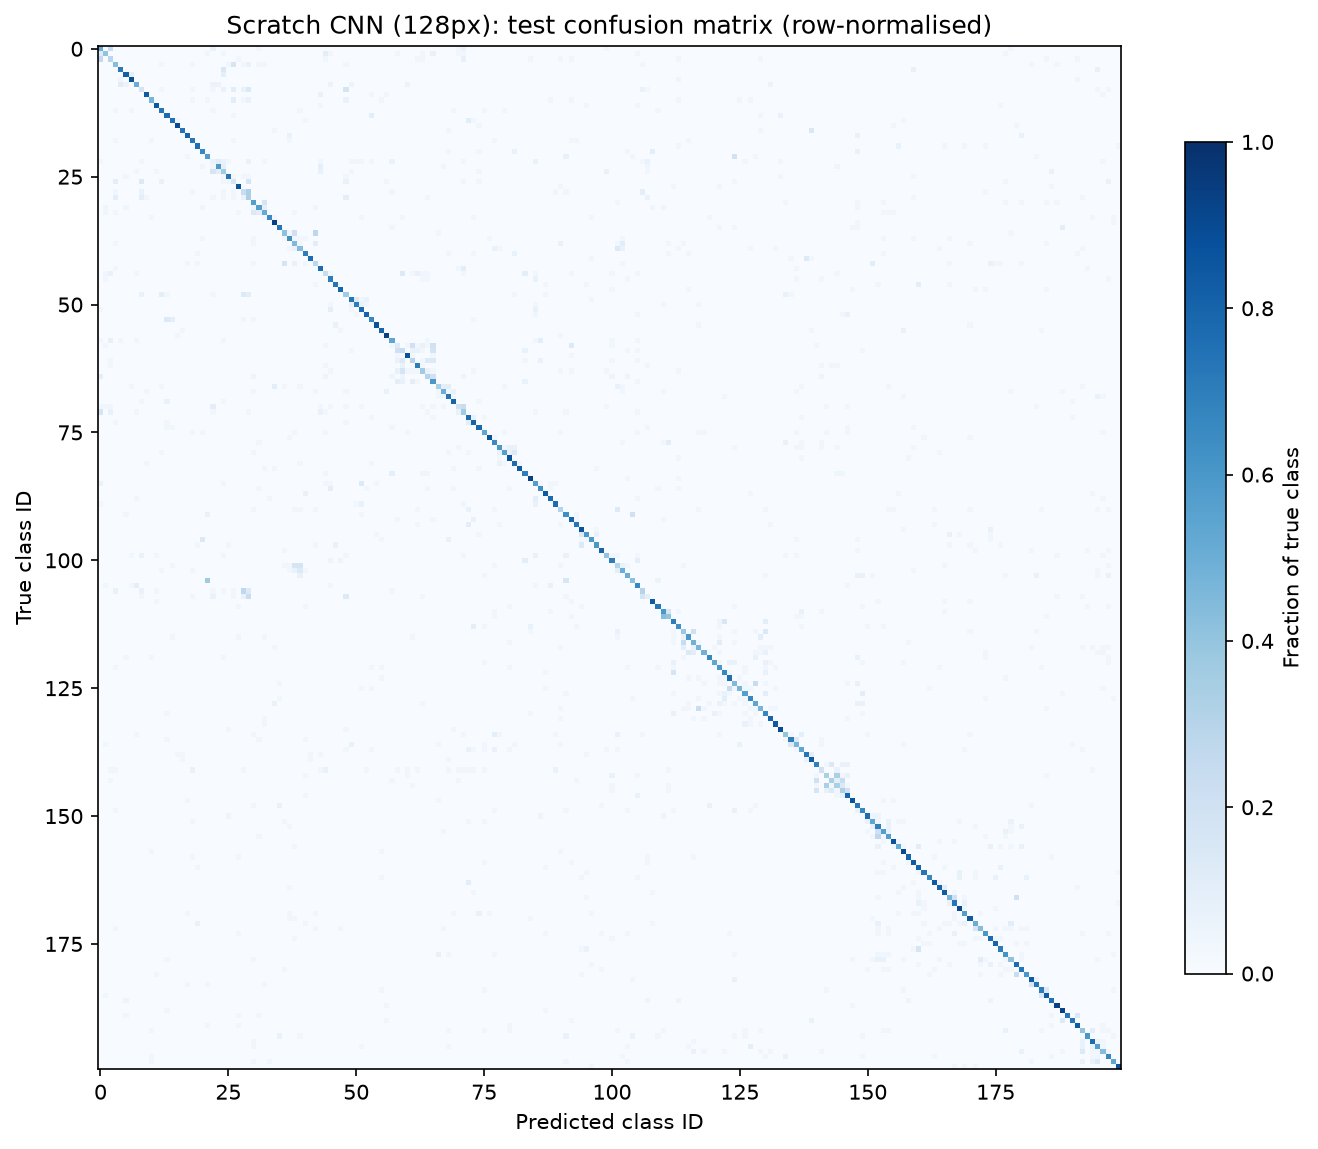 Scratch CNN (128px): test confusion matrix (row-normalised)
0
25
50
75
100
125
150
175
True class ID
0 25 50 75 100 125 150 175
Predicted class ID
1.0
0.8
0.6
0.4
0.2
0.0
Fraction of true class